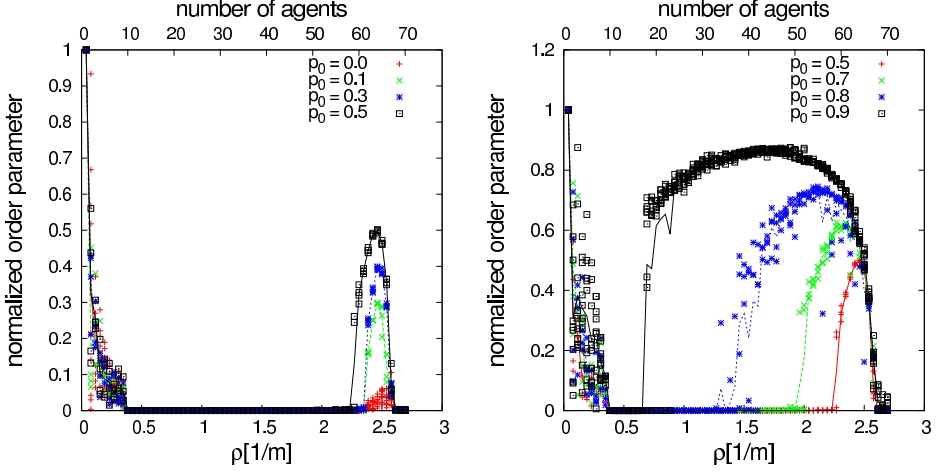 number of agents
0 10 20 30 40 50 60 70
normalized order parameter
1
0.9
0.8
0.7
0.6
0.5
0.4
0.3
0.2
0.1
0
p0 = 0.0
p0 = 0.1
p0 = 0.3
p0 = 0.5
0 0.5 1 1.5 2 2.5 3
ρ[1/m]
number of agents
0 10 20 30 40 50 60 70
normalized order parameter
1.2
1
0.8
0.6
0.4
0.2
0
p0 = 0.5
p0 = 0.7
p0 = 0.8
p0 = 0.9
0 0.5 1 1.5 2 2.5 3
ρ[1/m]